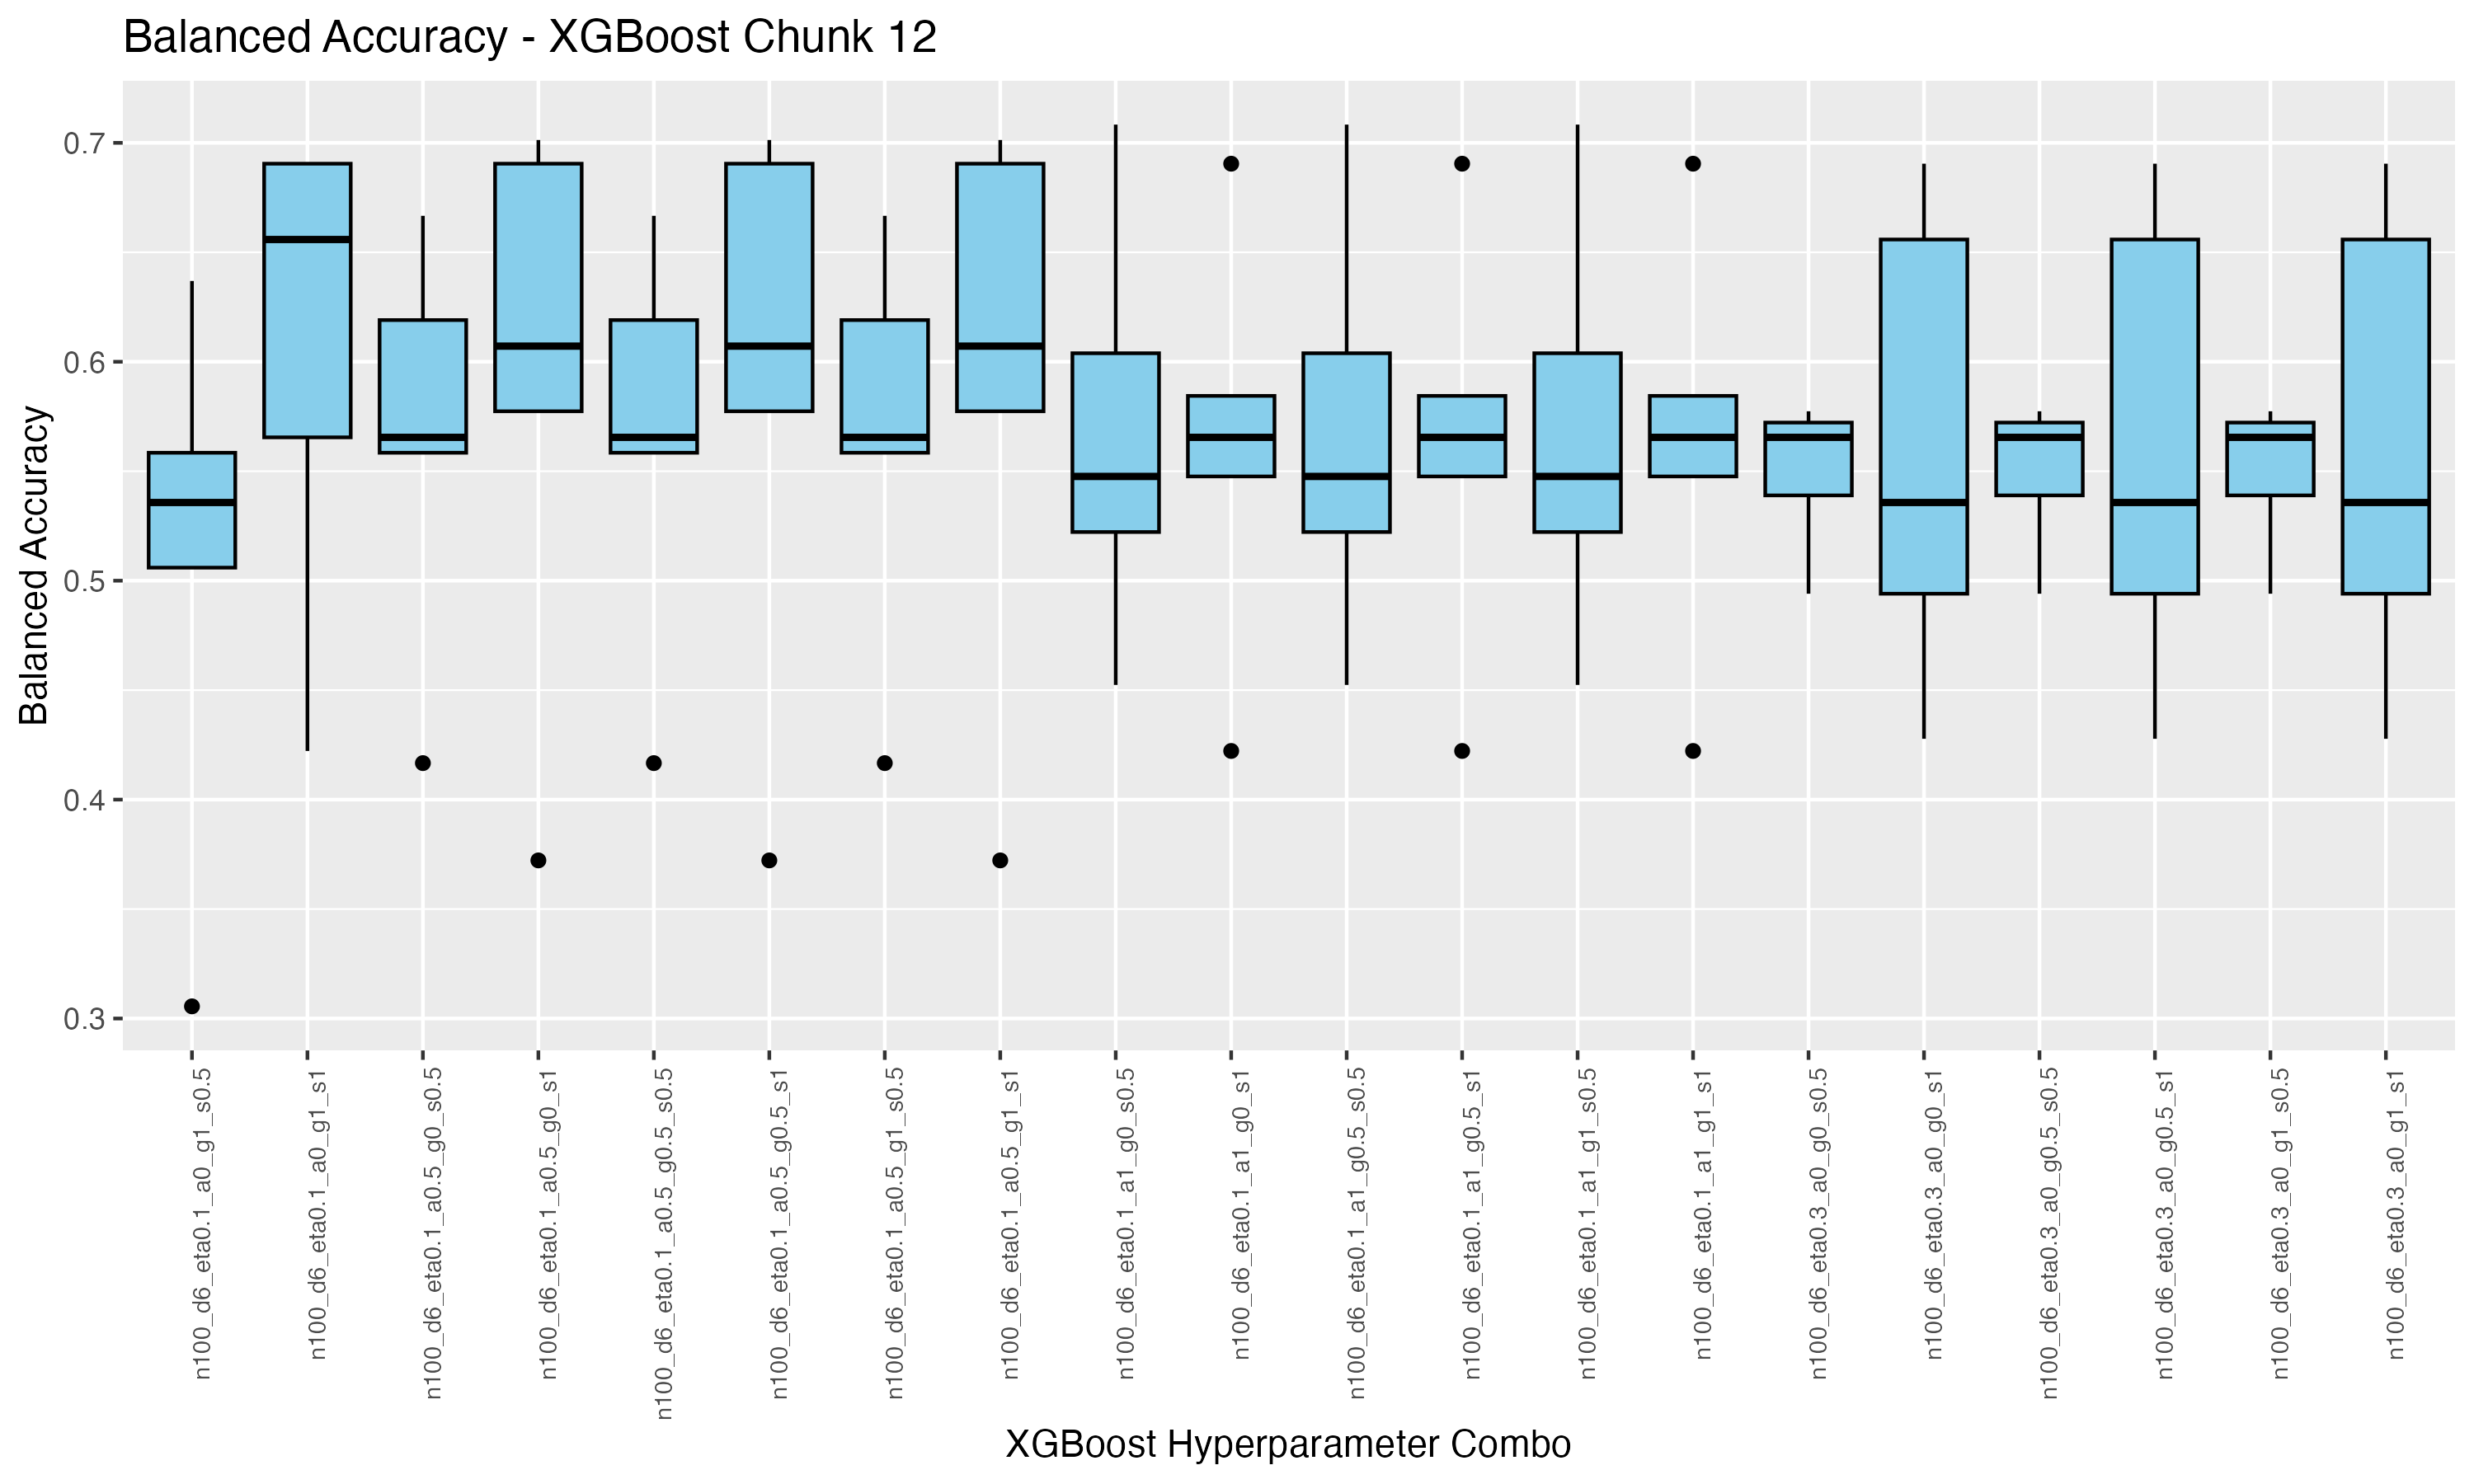 Balanced Accuracy - XGBoost Chunk 12
Balanced Accuracy
0.7
0.6
0.5
0.4
0.3
n100_d6_eta0.1_a0_g1_s0.5
n100_d6_eta0.1_a0_g1_s1
n100_d6_eta0.1_a0.5_g0_s0.5
n100_d6_eta0.1_a0.5_g0_s1
n100_d6_eta0.1_a0.5_g0.5_s0.5
n100_d6_eta0.1_a0.5_g0.5_s1
n100_d6_eta0.1_a0.5_g1_s0.5
n100_d6_eta0.1_a0.5_g1_s1
n100_d6_eta0.1_a1_g0_s0.5
n100_d6_eta0.1_a1_g0_s1
n100_d6_eta0.1_a1_g0.5_s0.5
n100_d6_eta0.1_a1_g0.5_s1
n100_d6_eta0.1_a1_g1_s0.5
n100_d6_eta0.1_a1_g1_s1
n100_d6_eta0.3_a0_g0_s0.5
n100_d6_eta0.3_a0_g0_s1
n100_d6_eta0.3_a0_g0.5_s0.5
n100_d6_eta0.3_a0_g0.5_s1
n100_d6_eta0.3_a0_g1_s0.5
n100_d6_eta0.3_a0_g1_s1
XGBoost Hyperparameter Combo